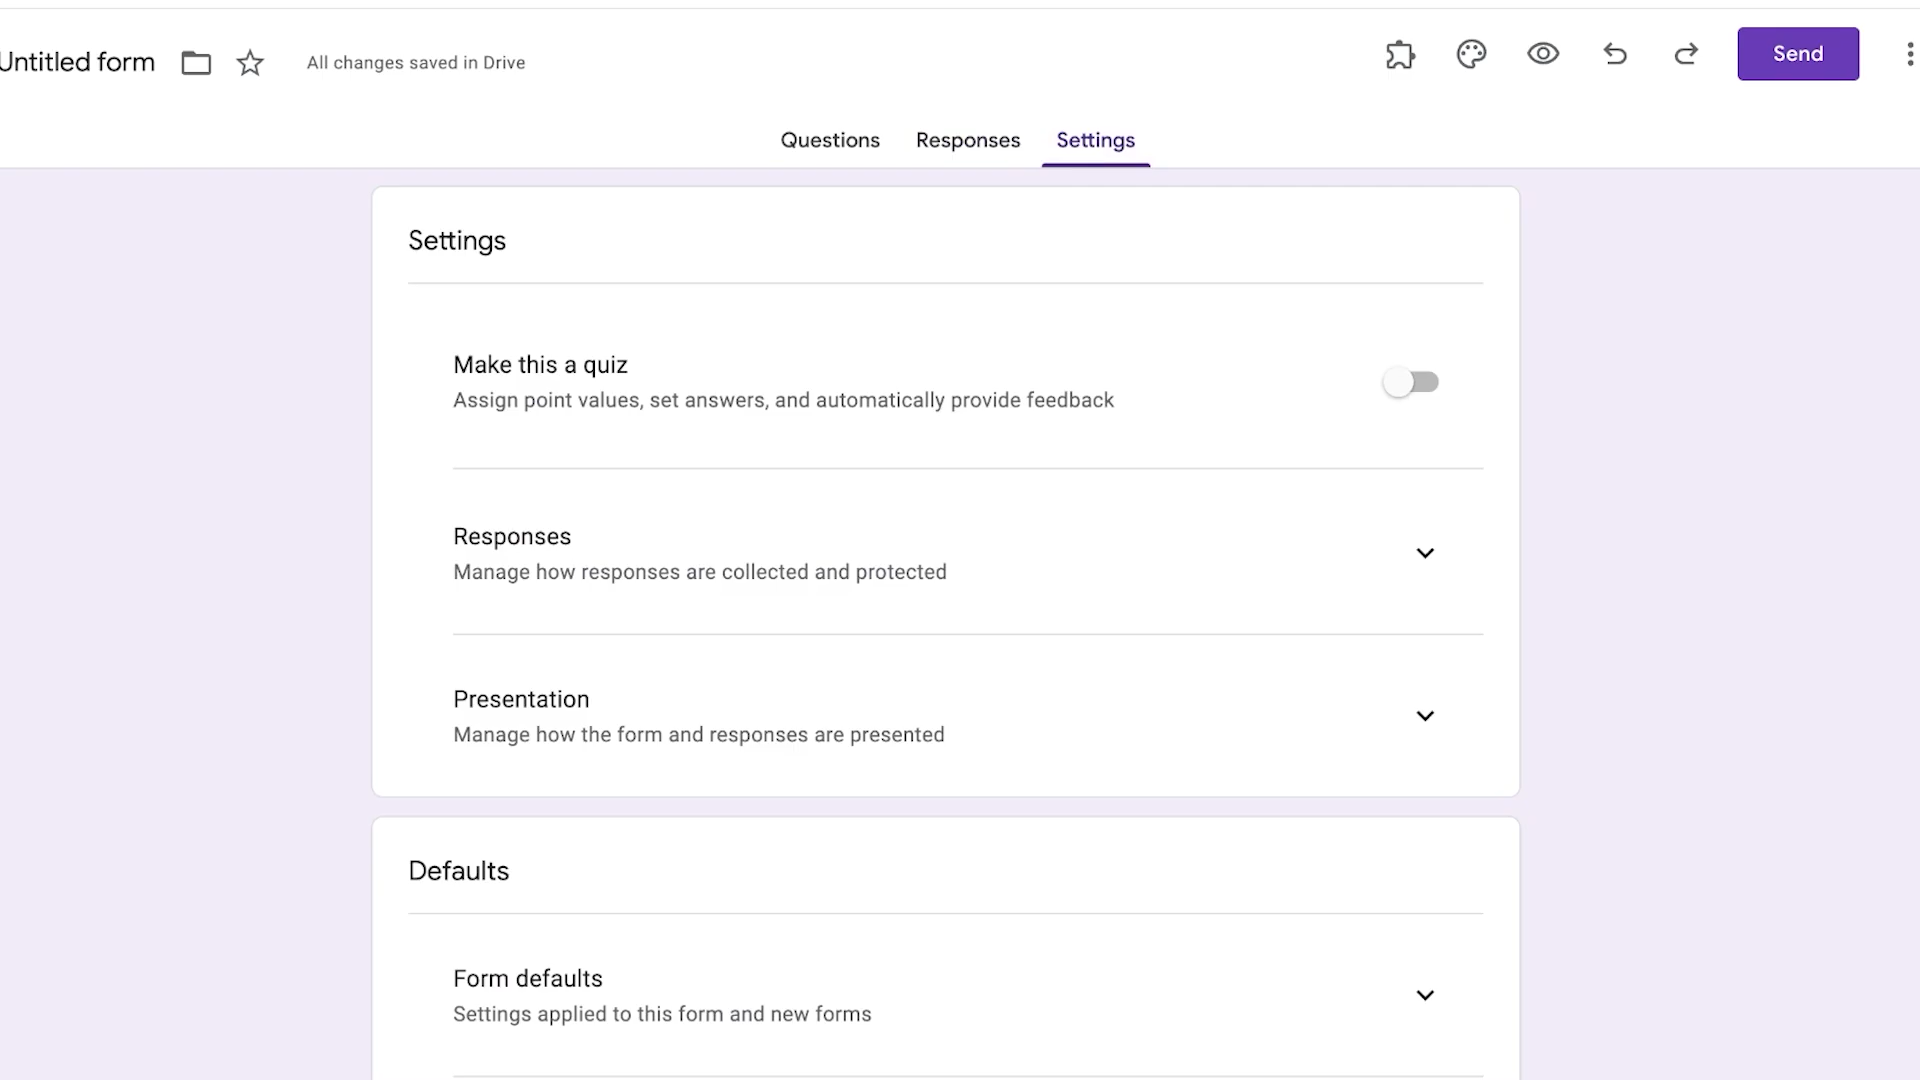 Untitled form
All changes saved in Drive
Send
Questions Responses Settings
Settings
Make this a quiz
Assign point values, set answers, and automatically provide feedback
Responses
Manage how responses are collected and protected
Presentation
Manage how the form and responses are presented
Defaults
Form defaults
Settings applied to this form and new forms